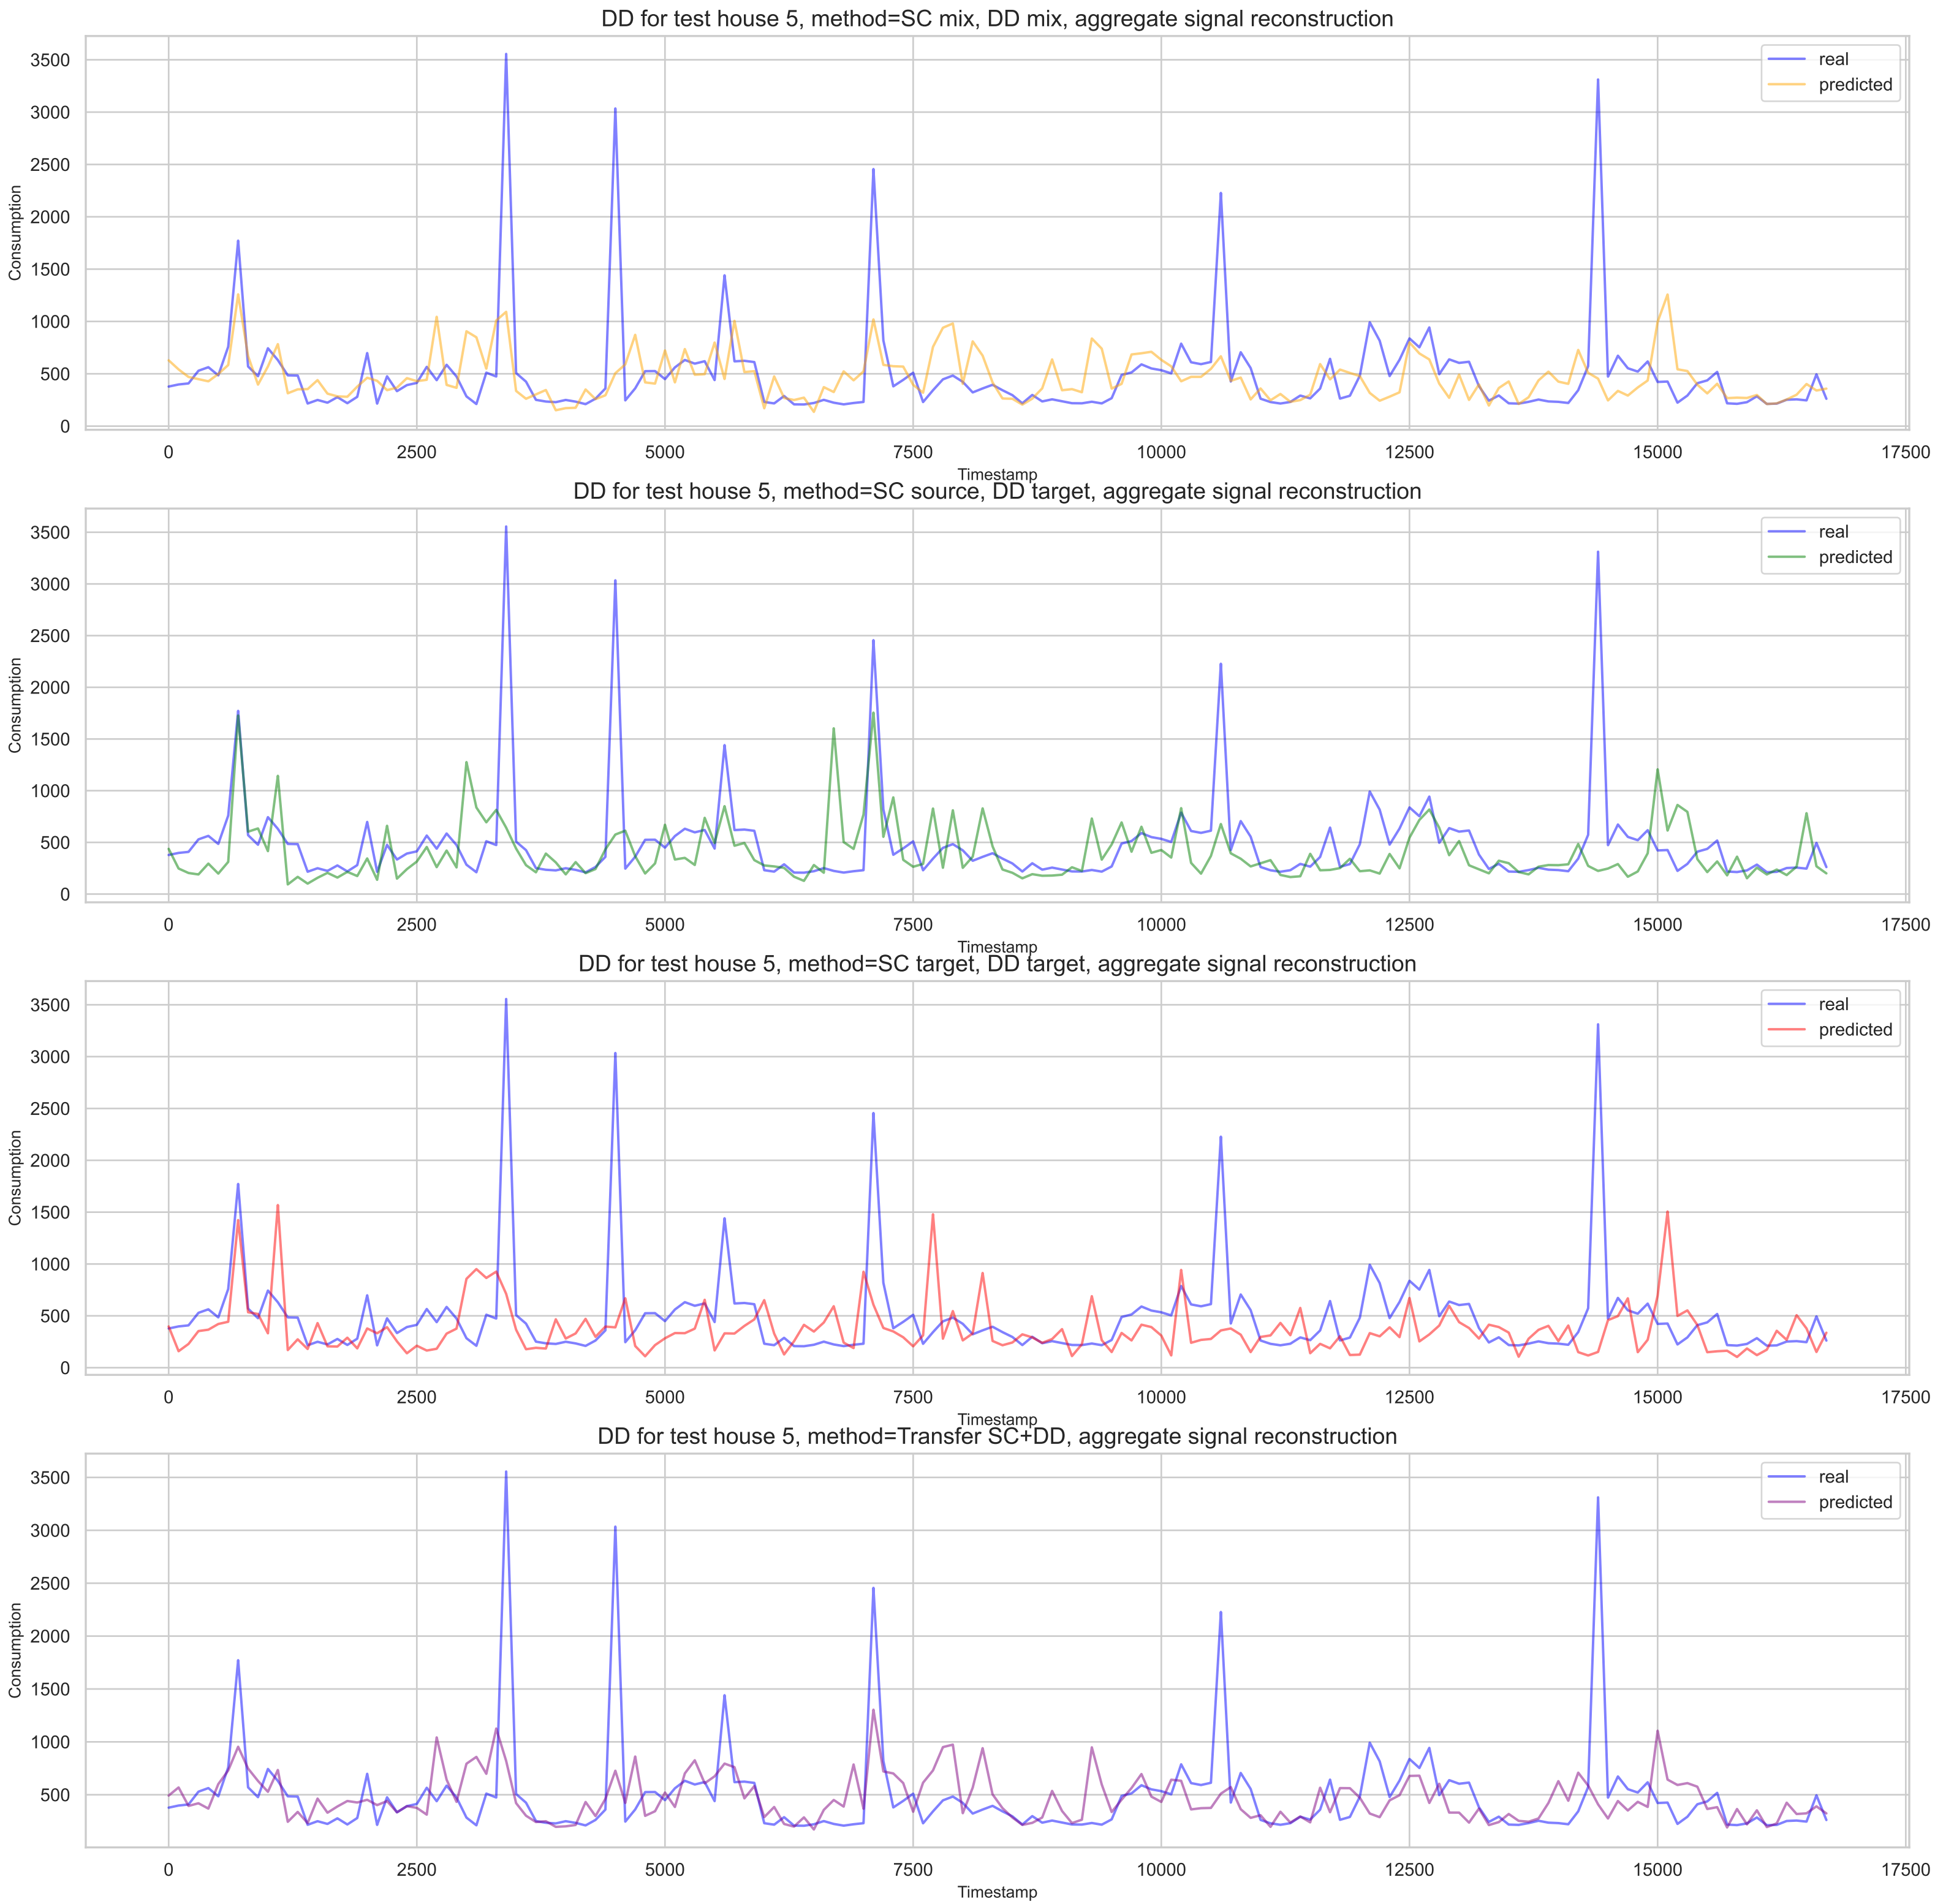 DD for test house 5, method=SC mix, DD mix, aggregate signal reconstruction
3500
3000
2500
2000
1500
1000
500
0
Consumption
real
predicted
0 2500 5000 7500 10000 12500 15000 17500
Timestamp
DD for test house 5, method=SC source, DD target, aggregate signal reconstruction
3500
3000
2500
2000
1500
1000
500
0
Consumption
real
predicted
0 2500 5000 7500 10000 12500 15000 17500
Timestamp
DD for test house 5, method=SC target, DD target, aggregate signal reconstruction
3500
3000
2500
2000
1500
1000
500
0
Consumption
real
predicted
0 2500 5000 7500 10000 12500 15000 17500
Timestamp
DD for test house 5, method=Transfer SC+DD, aggregate signal reconstruction
3500
3000
2500
2000
1500
1000
500
Consumption
real
predicted
0 2500 5000 7500 10000 12500 15000 17500
Timestamp